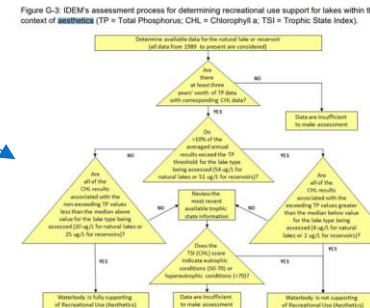 Figure G-3: IDEM's assessment process for determining recreational use support for lakes within th
context of aesthetics (TP = Total Phosphorus; CHL = Chlorophyll a; TSI = Trophic State Index).
Determine available data for the natural lake or reservoir
(all data from 1989 to present are considered)
Are
there
at least three
years' worth of TP data
with corresponding CHL data?
NO
YES
Data are insufficient
to make assessment
Do
>10% of the
averaged annual
results exceed the TP
threshold for the lake type
being assessed (54 ug/L for
natural lakes or 51 ug/L for reservoirs)?
NO
YES
Are
all of the
CHL results
associated with the
non-exceeding TP values
less than the median above
value for the lake type being
assessed (20 ug/L for natural lakes or
25 ug/L for reservoirs)?
NO
YES
Review the
most recent
available trophic
state information
Are
all of the
CHL results
associated with the
exceeding TP values greater
than the median below value
for the lake type being
assessed (4 ug/L for natural
lakes or 2 ug/L for reservoirs)?
NO
YES
Does the
TSI (CHL) score
indicate eutrophic
conditions (50-70) or
hypereutrophic conditions (>70)?
NO
YES
Waterbody is fully supporting
of Recreational Use (Aesthetics)
Data are insufficient
to make assessment
Waterbody is not supporting
of Recreational Use (Aesthetics)